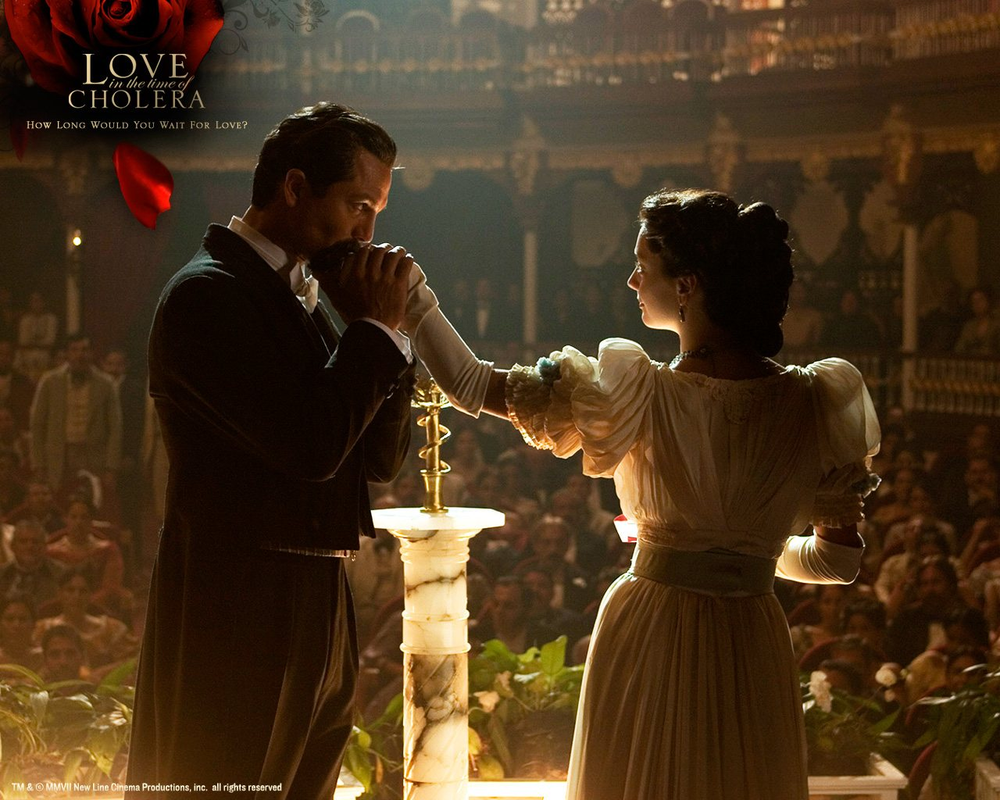 LOVE
in the time of
CHOLERA
How Long Would You Wait For Love?
TM & © MMVII New Line Cinema Productions, inc. all rights reserved